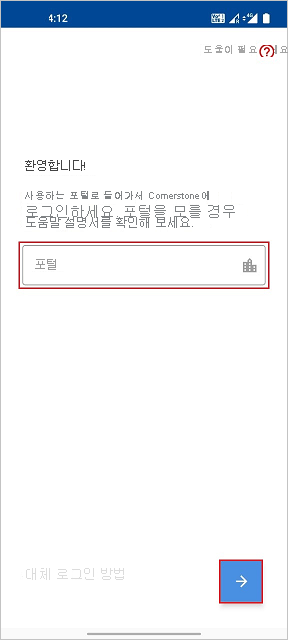 4:12
도움이 필요
환영합니다!
사용하는 포털로 들어가서 Cornerstone에
로그인하세요. 포털을 모를 경우
도움말 설명서를 확인해 보세요.
포털
대체 로그인 방법